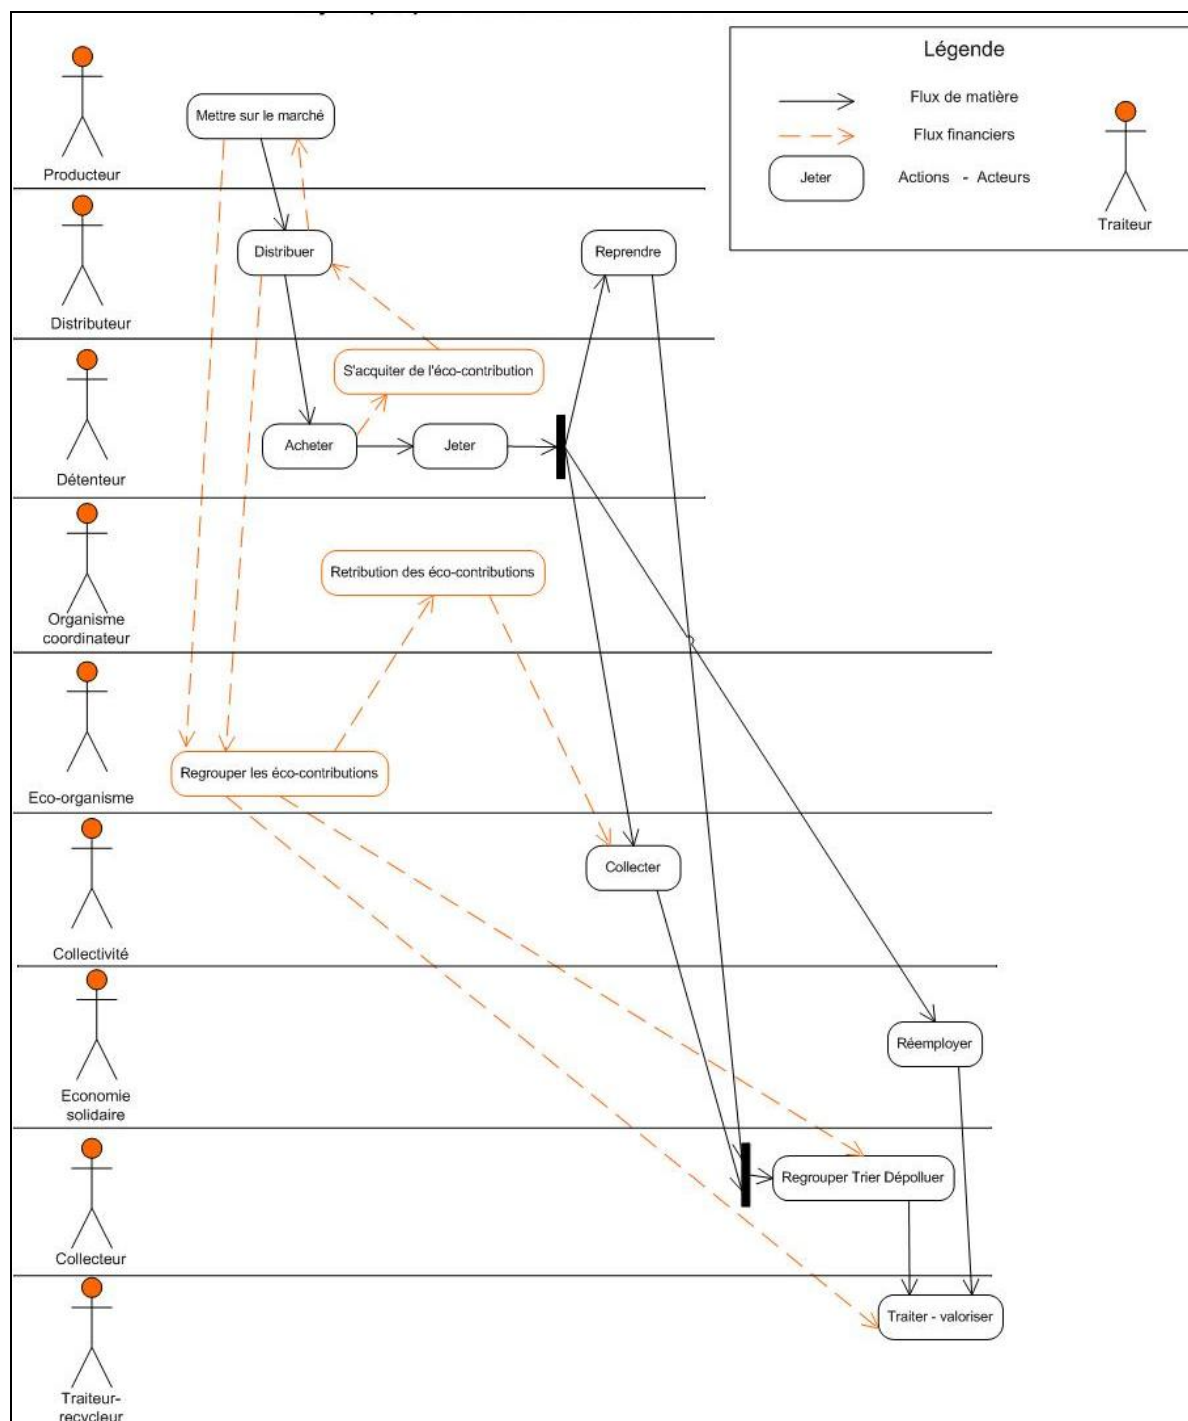 Légende
Flux de matière
Flux financiers
Jeter
Actions - Acteurs
Traiteur
Mettre sur le marché
Producteur
Distribuer
Reprendre
Distributeur
S'acquiter de l'éco-contribution
Acheter
Jeter
Détenteur
Retribution des éco-contributions
Organisme
coordinateur
Regrouper les éco-contributions
Eco-organisme
Collecter
Collectivité
Réemployer
Economie
solidaire
Regrouper Trier Dépolluer
Collecteur
Traiter - valoriser
Traiteur-
recycleur